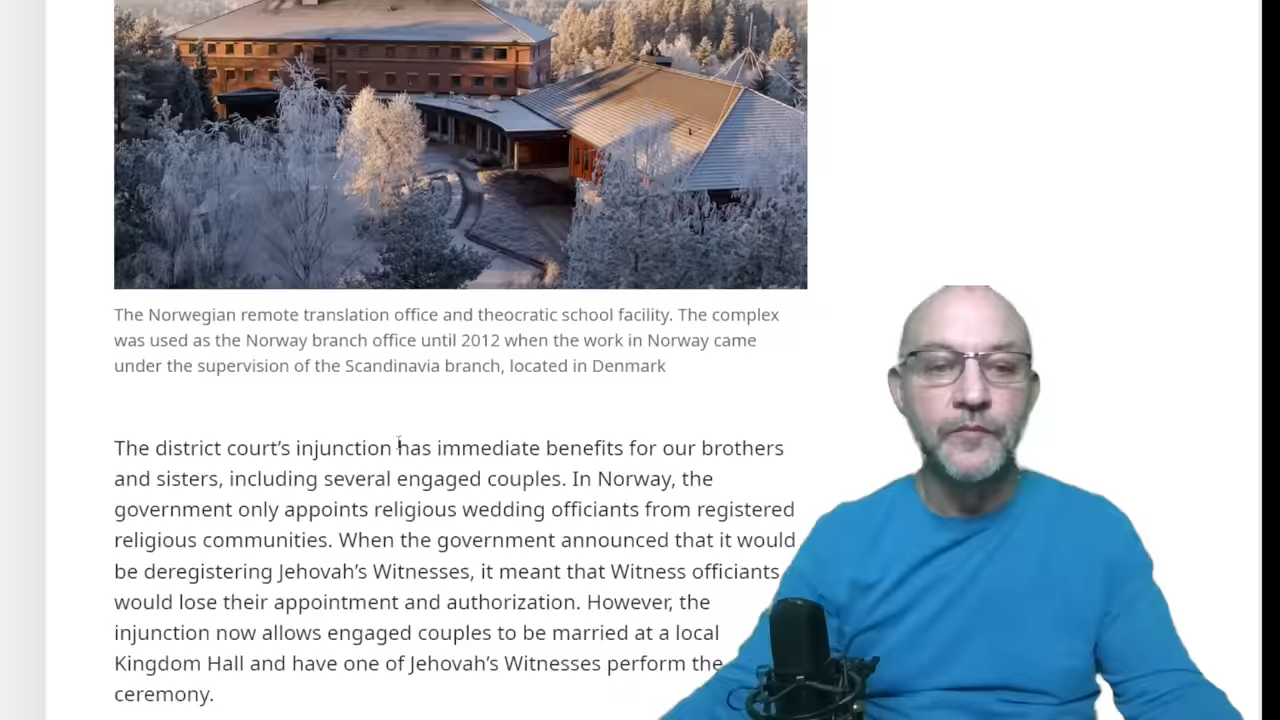 The Norwegian remote translation office and theocratic school facility. The complex
was used as the Norway branch office until 2012 when the work in Norway came
under the supervision of the Scandinavia branch, located in Denmark
The district court’s injunction has immediate benefits for our brothers
and sisters, including several engaged couples. In Norway, the
government only appoints religious wedding officiants from registered
religious communities. When the government announced that it would
be deregistering Jehovah’s Witnesses, it meant that Witness officiants
would lose their appointment and authorization. However, the
injunction now allows engaged couples to be married at a local
Kingdom Hall and have one of Jehovah’s Witnesses perform the
ceremony.